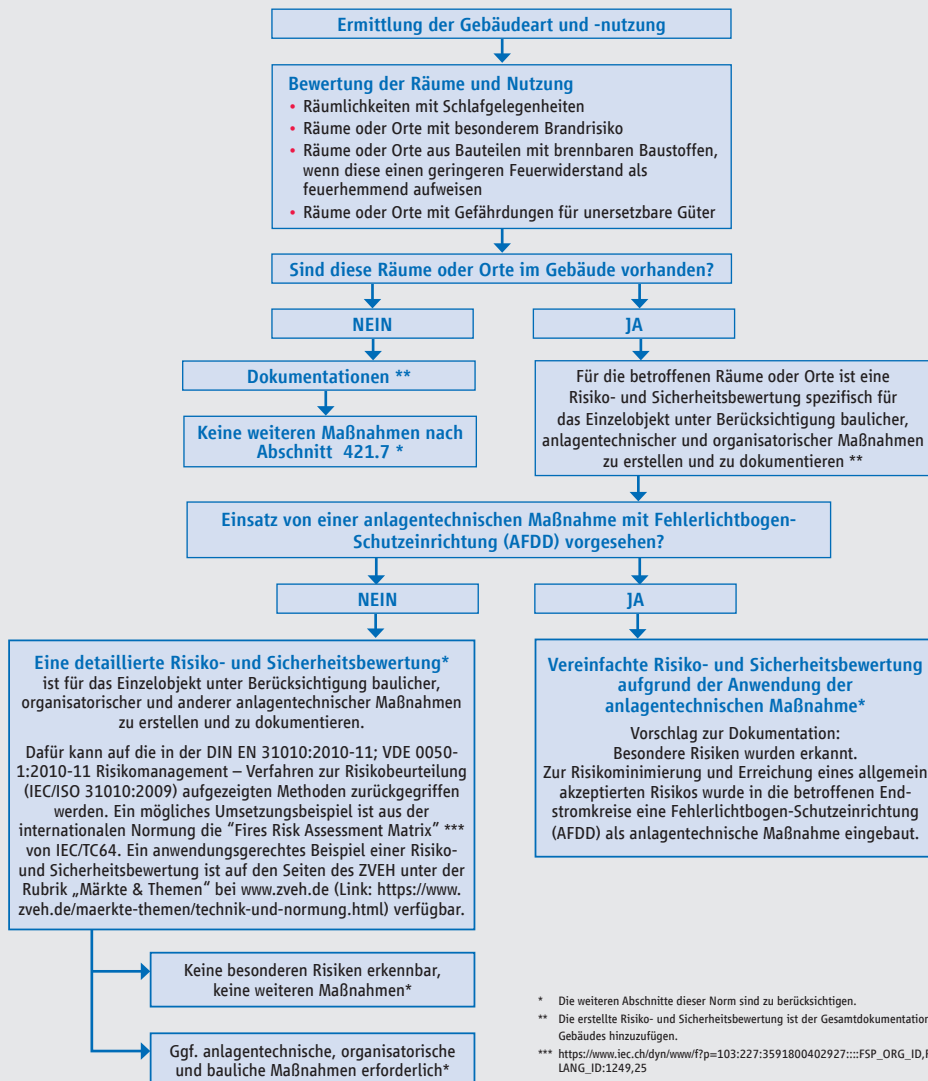 Ermittlung der Gebäudeart und -nutzung
Bewertung der Räume und Nutzung
• Räumlichkeiten mit Schlafgelegenheiten
• Räume oder Orte mit besonderem Brandrisiko
• Räume oder Orte aus Bauteilen mit brennbaren Baustoffen,
wenn diese einen geringeren Feuerwiderstand als
feuerhemmend aufweisen
• Räume oder Orte mit Gefährdungen für unersetzbare Güter
Sind diese Räume oder Orte im Gebäude vorhanden?
NEIN
JA
Dokumentationen **
Keine weiteren Maßnahmen nach
Abschnitt 421.7 *
Für die betroffenen Räume oder Orte ist eine
Risiko- und Sicherheitsbewertung spezifisch für
das Einzelobjekt unter Berücksichtigung baulicher,
anlagentechnischer und organisatorischer Maßnahmen
zu erstellen und zu dokumentieren **
Einsatz von einer anlagentechnischen Maßnahme mit Fehlerlichtbogen-
Schutzeinrichtung (AFDD) vorgesehen?
NEIN
JA
Eine detaillierte Risiko- und Sicherheitsbewertung*
ist für das Einzelobjekt unter Berücksichtigung baulicher,
organisatorischer und anderer anlagentechnischer Maßnahmen
zu erstellen und zu dokumentieren.
Dafür kann auf die in der DIN EN 31010:2010-11; VDE 0050-
1:2010-11 Risikomanagement – Verfahren zur Risikobeurteilung
(IEC/ISO 31010:2009) aufgezeigten Methoden zurückgegriffen
werden. Ein mögliches Umsetzungsbeispiel ist aus der
internationalen Normung die "Fires Risk Assessment Matrix" ***
von IEC/TC64. Ein anwendungsgerechtes Beispiel einer Risiko-
und Sicherheitsbewertung ist auf den Seiten des ZVEH unter der
Rubrik „Märkte & Themen" bei www.zveh.de (Link: https://www.
zveh.de/maerkte-themen/technik-und-normung.html) verfügbar.
Vereinfachte Risiko- und Sicherheitsbewertung
aufgrund der Anwendung der
anlagentechnischen Maßnahme*
Vorschlag zur Dokumentation:
Besondere Risiken wurden erkannt.
Zur Risikominimierung und Erreichung eines allgemein
akzeptierten Risikos wurde in die betroffenen End-
stromkreise eine Fehlerlichtbogen-Schutzeinrichtung
(AFDD) als anlagentechnische Maßnahme eingebaut.
Keine besonderen Risiken erkennbar,
keine weiteren Maßnahmen*
Ggf. anlagentechnische, organisatorische
und bauliche Maßnahmen erforderlich*
* Die weiteren Abschnitte dieser Norm sind zu berücksichtigen.
** Die erstellte Risiko- und Sicherheitsbewertung ist der Gesamtdokumentation
Gebäudes hinzuzufügen.
*** https://www.iec.ch/dyn/www/f?p=103:227:3591800402927::::FSP_ORG_ID,F
LANG_ID:1249,25